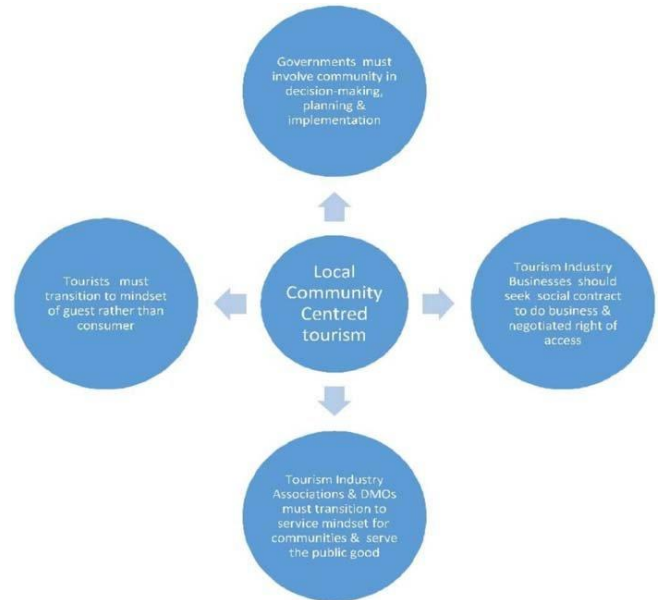 Governments must
involve community in
decision-making,
planning &
implementation
Tourists must
transition to mindset
of guest rather than
consumer
Local
Community
Centred
tourism
Tourism Industry
Businesses should
seek social contract
to do business &
negotiated right of
access
Tourism Industry
Associations & DMOs
must transition to
service mindset for
communities & serve
the public good